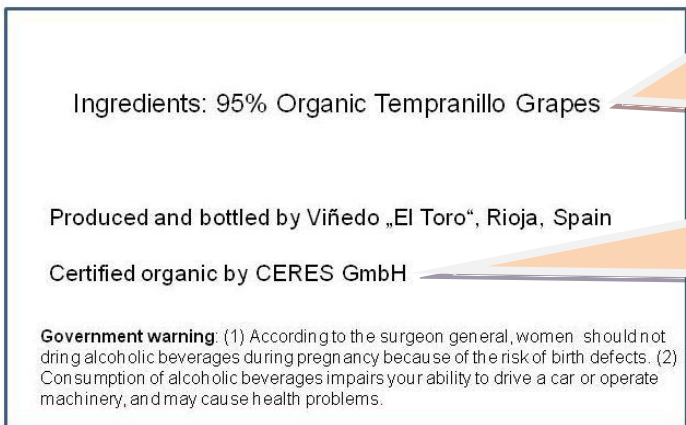 Ingredients: 95% Organic Tempranillo Grapes
Produced and bottled by Viñedo „El Toro“, Rioja, Spain
Certified organic by CERES GmbH
Government warning: (1) According to the surgeon general, women should not
dring alcoholic beverages during pregnancy because of the risk of birth defects. (2)
Consumption of alcoholic beverages impairs your ability to drive a car or operate
machinery, and may cause health problems.